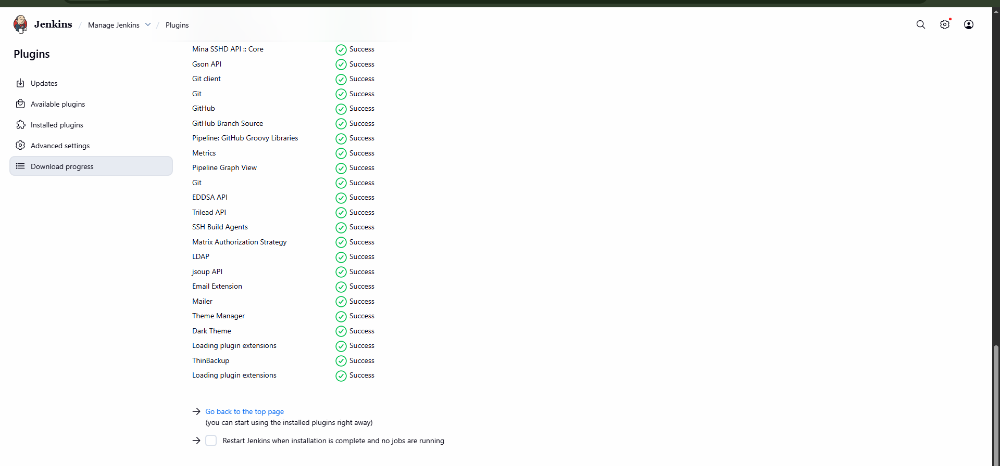 Jenkins / Manage Jenkins / Plugins
Plugins
Updates
Available plugins
Installed plugins
Advanced settings
Download progress
Mina SSHD API :: Core Success
Gson API Success
Git client Success
Git Success
GitHub Success
GitHub Branch Source Success
Pipeline: GitHub Groovy Libraries Success
Metrics Success
Pipeline Graph View Success
Git Success
EDDSA API Success
Trilead API Success
SSH Build Agents Success
Matrix Authorization Strategy Success
LDAP Success
jsoup API Success
Email Extension Success
Mailer Success
Theme Manager Success
Dark Theme Success
Loading plugin extensions Success
ThinBackup Success
Loading plugin extensions Success
Go back to the top page
(you can start using the installed plugins right away)
Restart Jenkins when installation is complete and no jobs are running